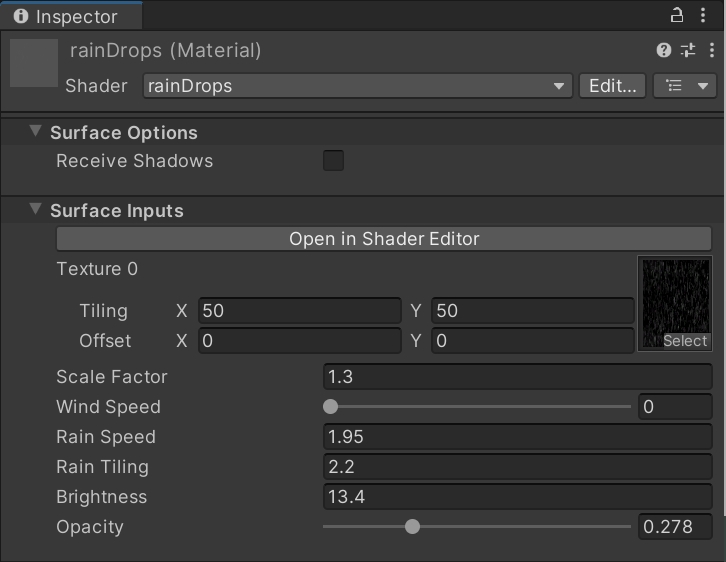 Inspector
rainDrops (Material)
Shader rainDrops Edit...
Surface Options
Receive Shadows
Surface Inputs
Open in Shader Editor
Texture 0
Tiling X 50 Y 50
Offset X 0 Y 0
Select
Scale Factor 1.3
Wind Speed 0
Rain Speed 1.95
Rain Tiling 2.2
Brightness 13.4
Opacity 0.278